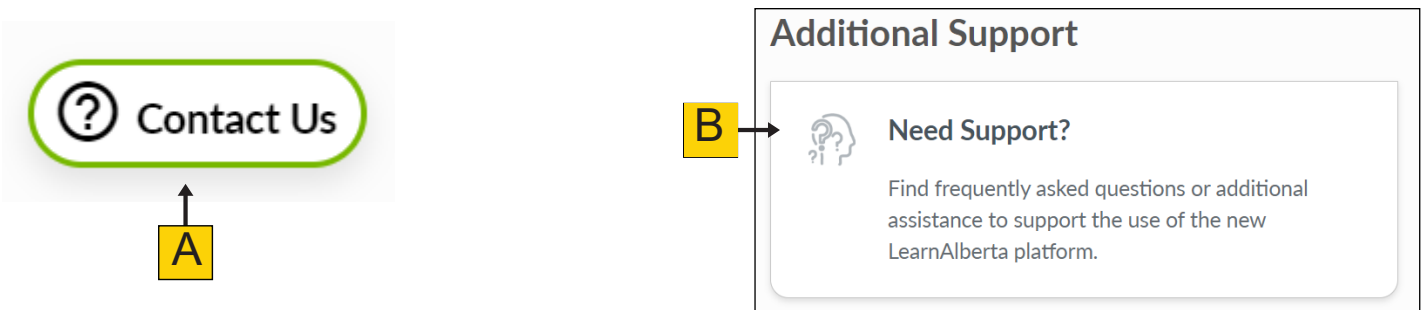 Contact Us
A
Additional Support
B
Need Support?
Find frequently asked questions or additional
assistance to support the use of the new
LearnAlberta platform.